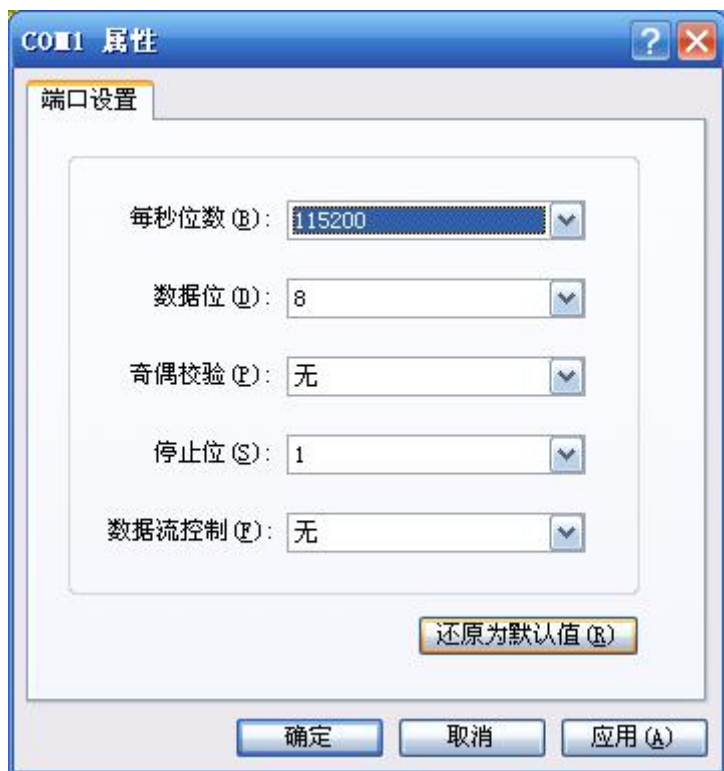 COM1 属性
端口设置
每秒位数(B): 115200
数据位(D): 8
奇偶校验(P): 无
停止位(S): 1
数据流控制(F): 无
还原为默认值(R)
确定 取消 应用(A)